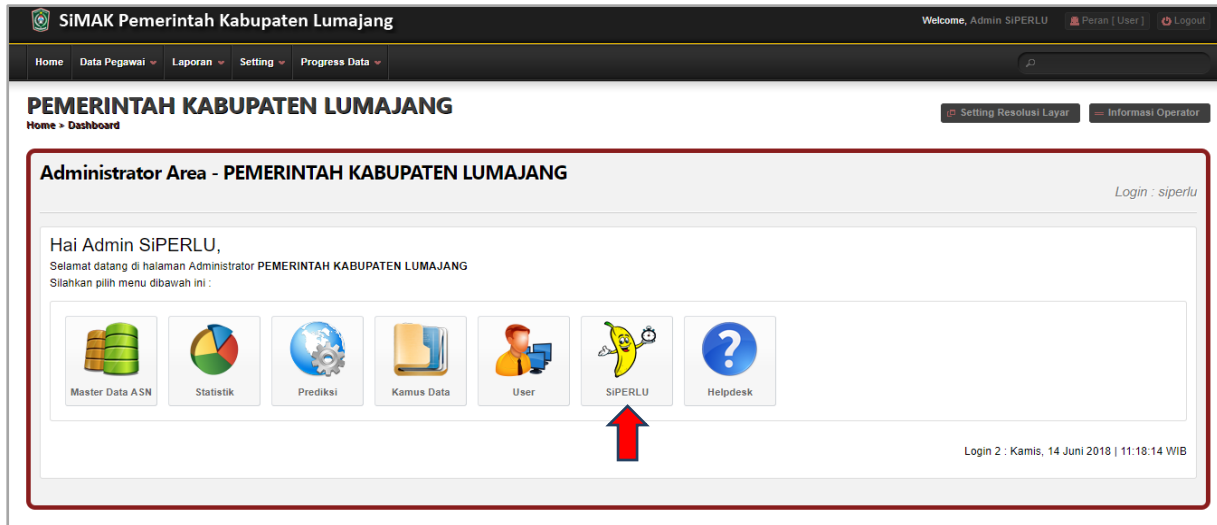 SiMAK Pemerintah Kabupaten Lumajang
Welcome, Admin SiPERLU Peran [ User ] Logout
Home Data Pegawai Laporan Setting Progress Data
PEMERINTAH KABUPATEN LUMAJANG
Home > Dashboard
Setting Resolusi Layar Informasi Operator
Administrator Area - PEMERINTAH KABUPATEN LUMAJANG
Login : siperlu
Hai Admin SiPERLU,
Selamat datang di halaman Administrator PEMERINTAH KABUPATEN LUMAJANG
Silahkan pilih menu dibawah ini :
Master Data ASN Statistik Prediksi Kamus Data User SiPERLU Helpdesk
Login 2 : Kamis, 14 Juni 2018 | 11:18:14 WIB